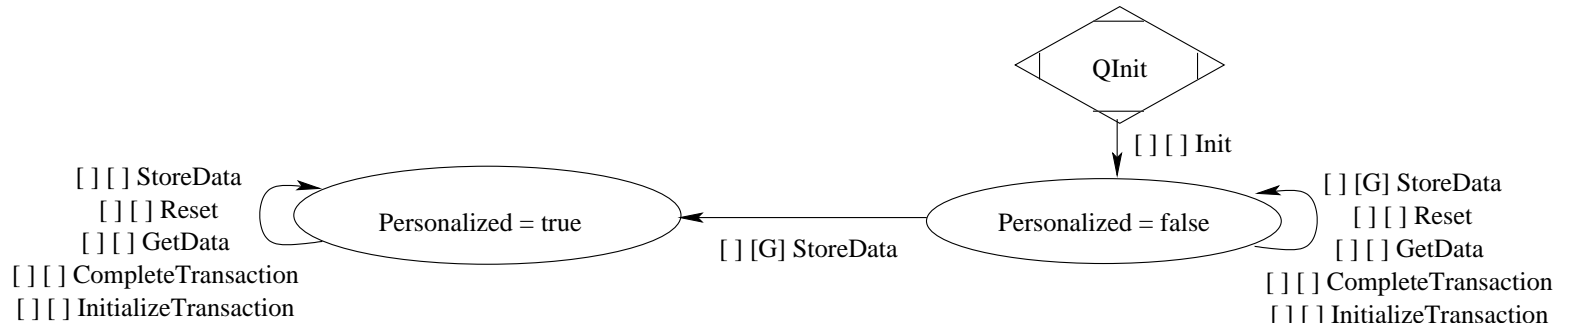 QInit
[ ] [ ] Init
[ ] [ ] StoreData
[ ] [ ] Reset
[ ] [ ] GetData
[ ] [ ] CompleteTransaction
[ ] [ ] InitializeTransaction
Personalized = true
[ ] [G] StoreData
Personalized = false
[ ] [G] StoreData
[ ] [ ] Reset
[ ] [ ] GetData
[ ] [ ] CompleteTransaction
[ ] [ ] InitializeTransaction